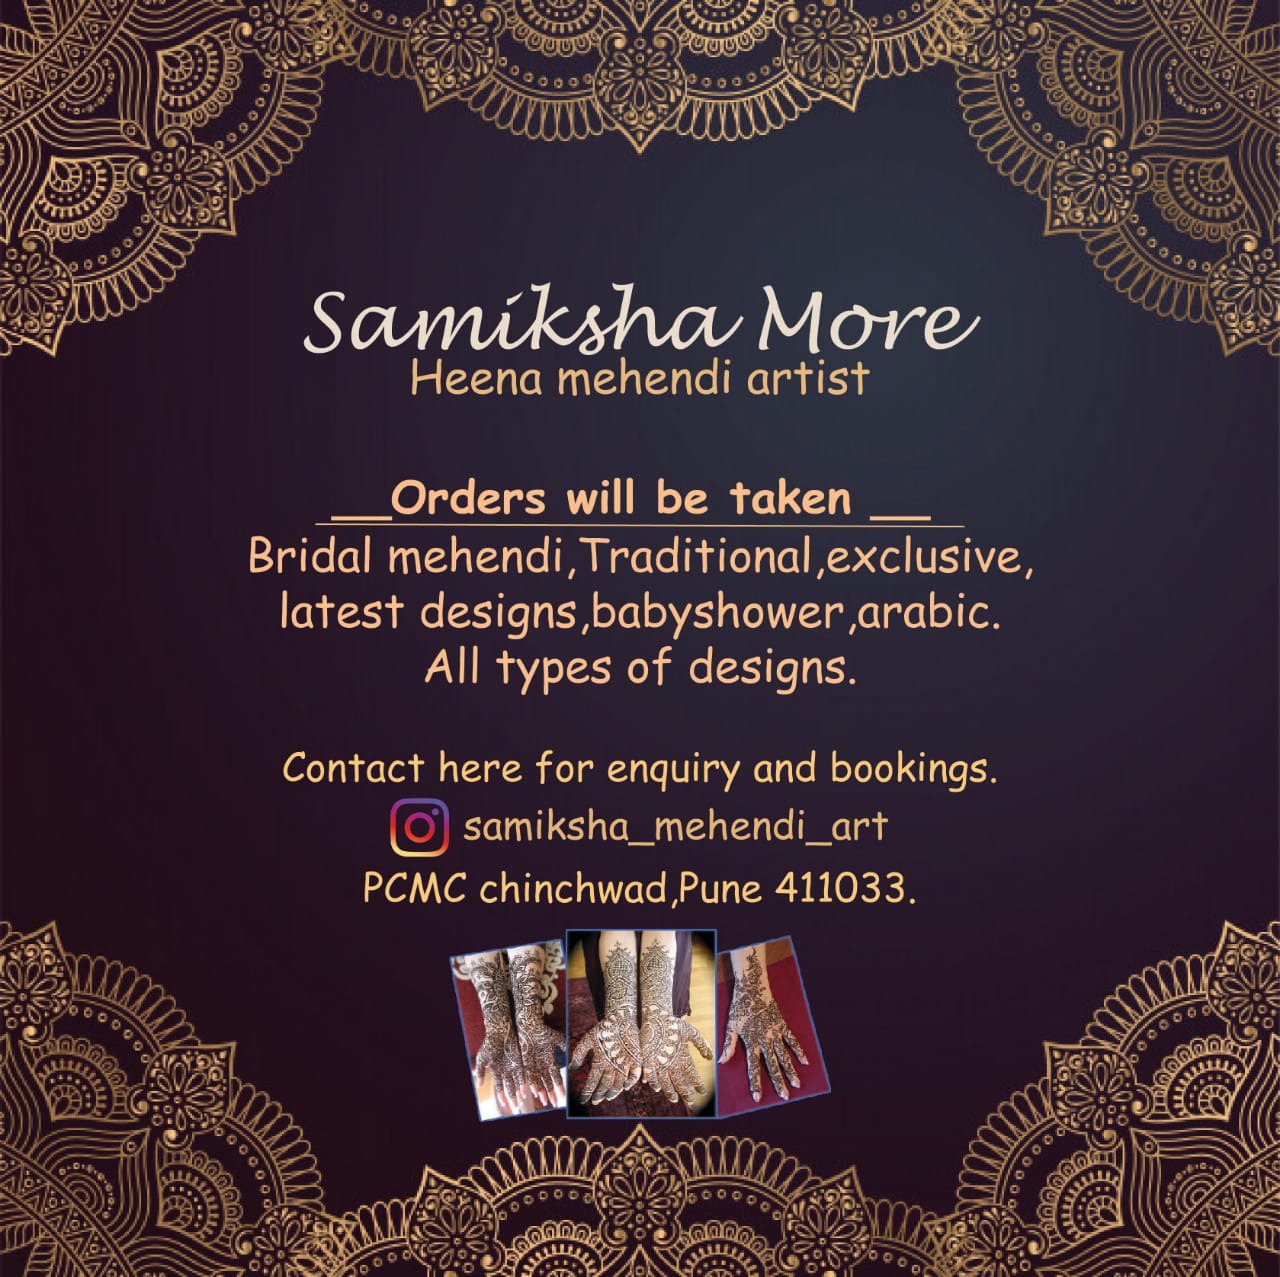 Samiksha More
Heena mehendi artist
__Orders will be taken __
Bridal mehendi,Traditional,exclusive,
latest designs,babyshower,arabic.
All types of designs.
Contact here for enquiry and bookings.
samiksha_mehendi_art
PCMC chinchwad,Pune 411033.